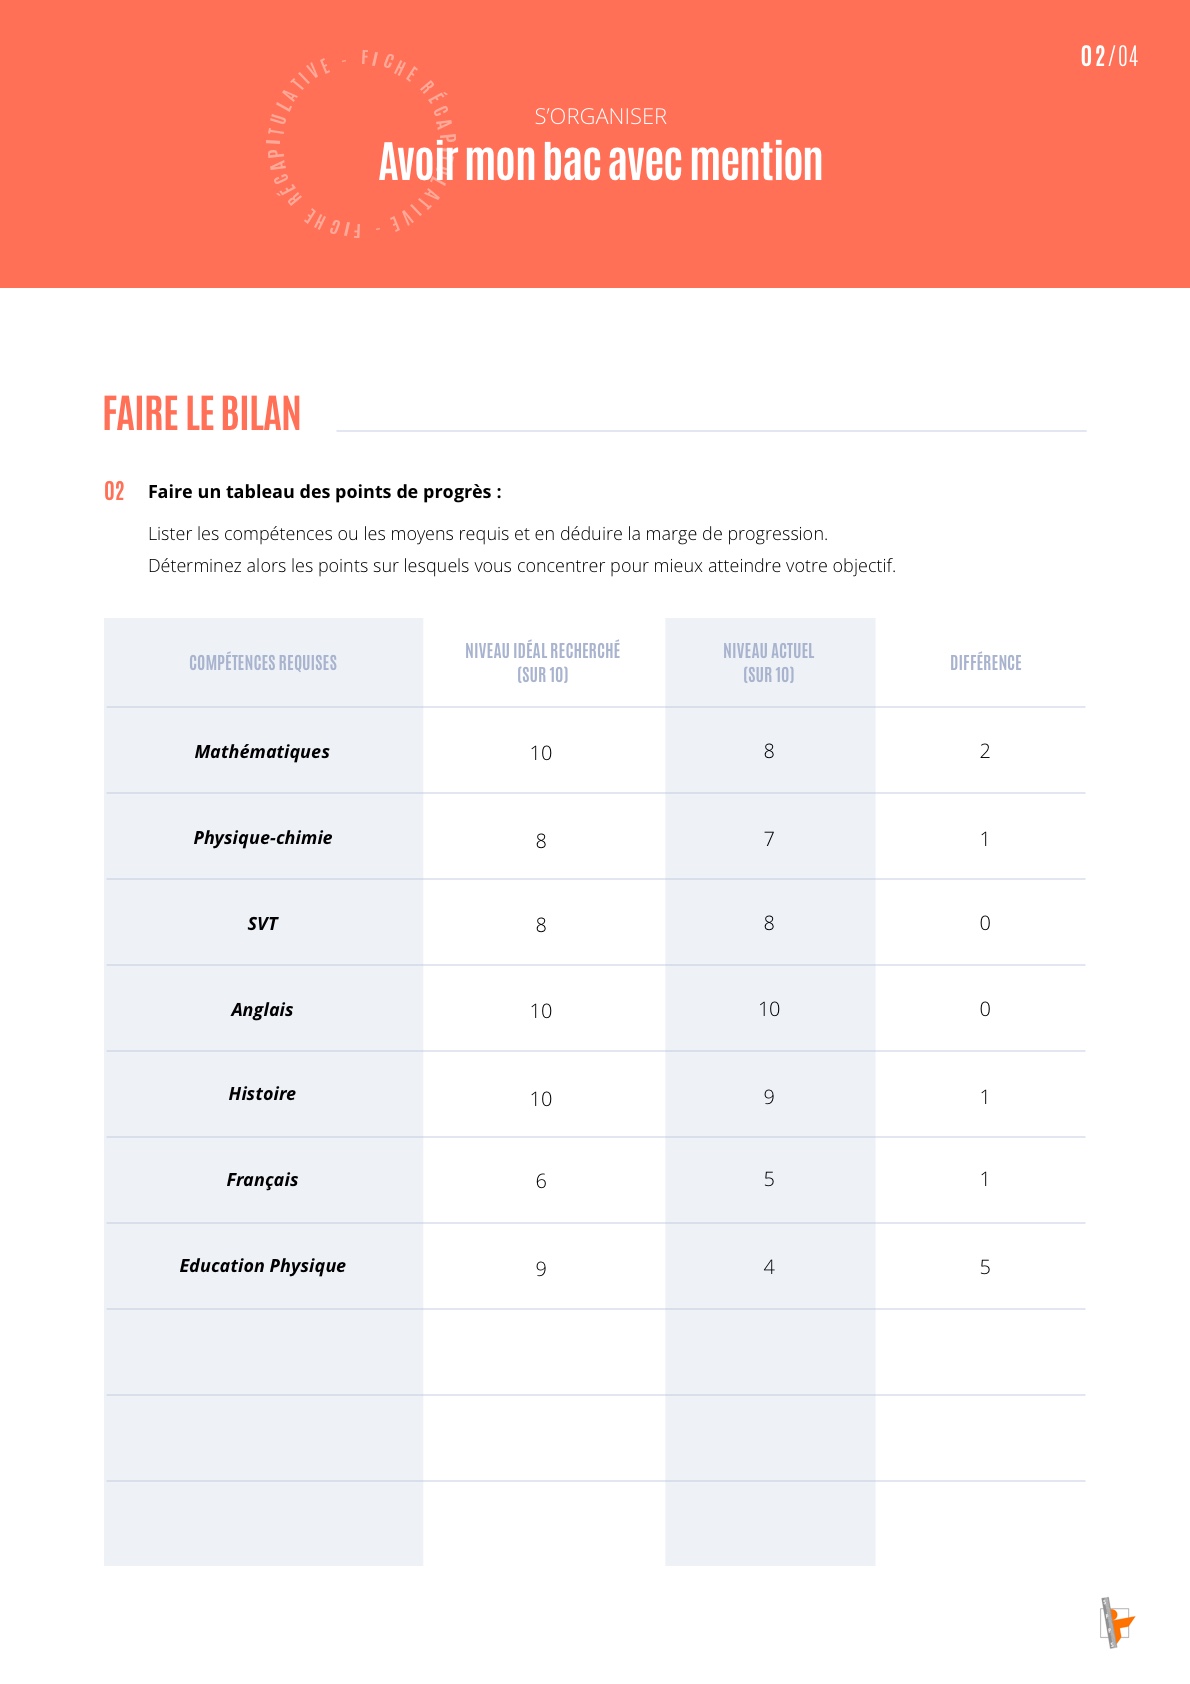 02/04
FICHE RÉCAPITULATIVE - FICHE RÉCAPITULATIVE -
S'ORGANISER
Avoir mon bac avec mention
FAIRE LE BILAN
02 Faire un tableau des points de progrès :
Lister les compétences ou les moyens requis et en déduire la marge de progression.
Déterminez alors les points sur lesquels vous concentrer pour mieux atteindre votre objectif.
COMPÉTENCES REQUISES NIVEAU IDÉAL RECHERCHÉ (SUR 10) NIVEAU ACTUEL (SUR 10) DIFFÉRENCE
Mathématiques 10 8 2
Physique-chimie 8 7 1
SVT 8 8 0
Anglais 10 10 0
Histoire 10 9 1
Français 6 5 1
Education Physique 9 4 5